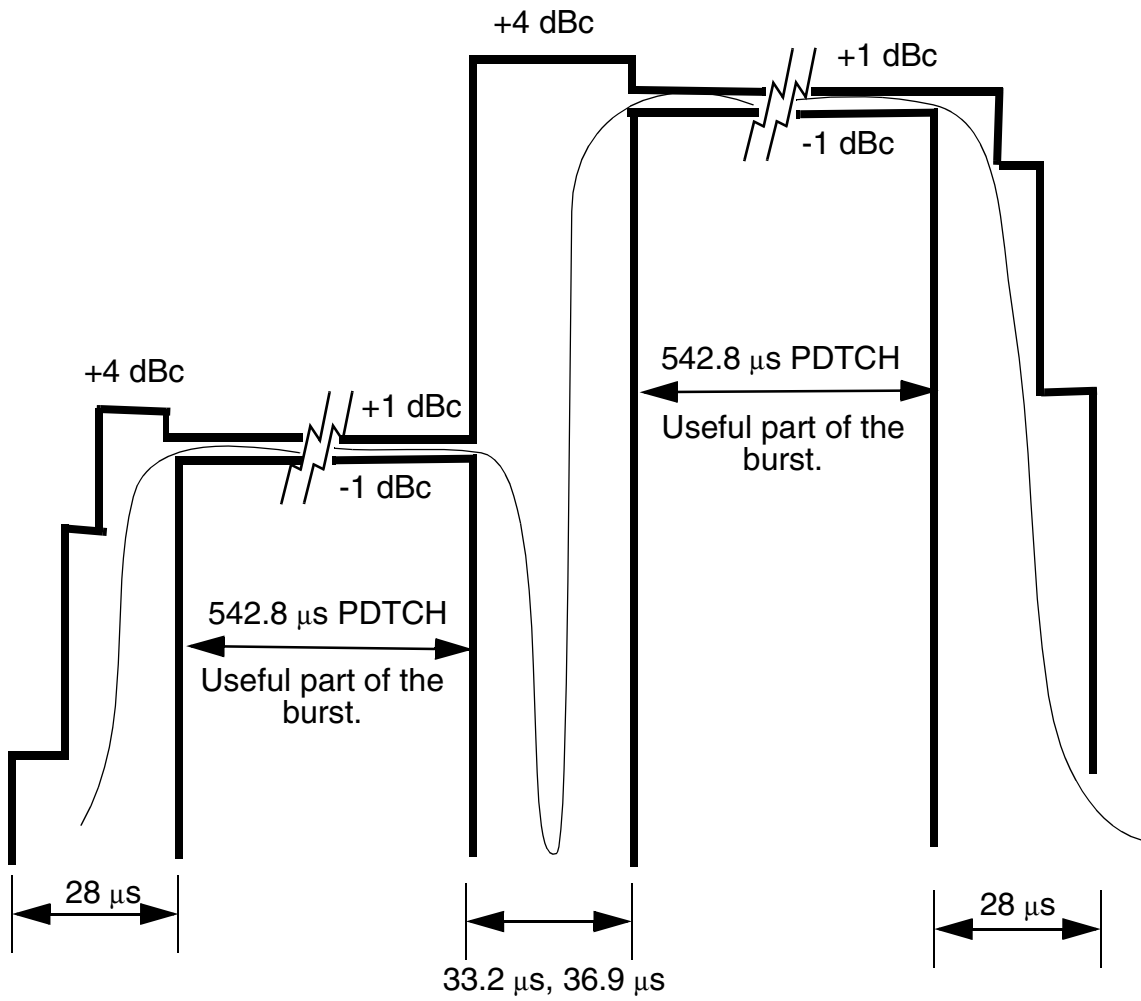 +4 dBc
+1 dBc
-1 dBc
542.8 μs PDTCH
Useful part of the
burst.
+4 dBc
+1 dBc
-1 dBc
542.8 μs PDTCH
Useful part of the
burst.
28 μs
28 μs
33.2 μs, 36.9 μs